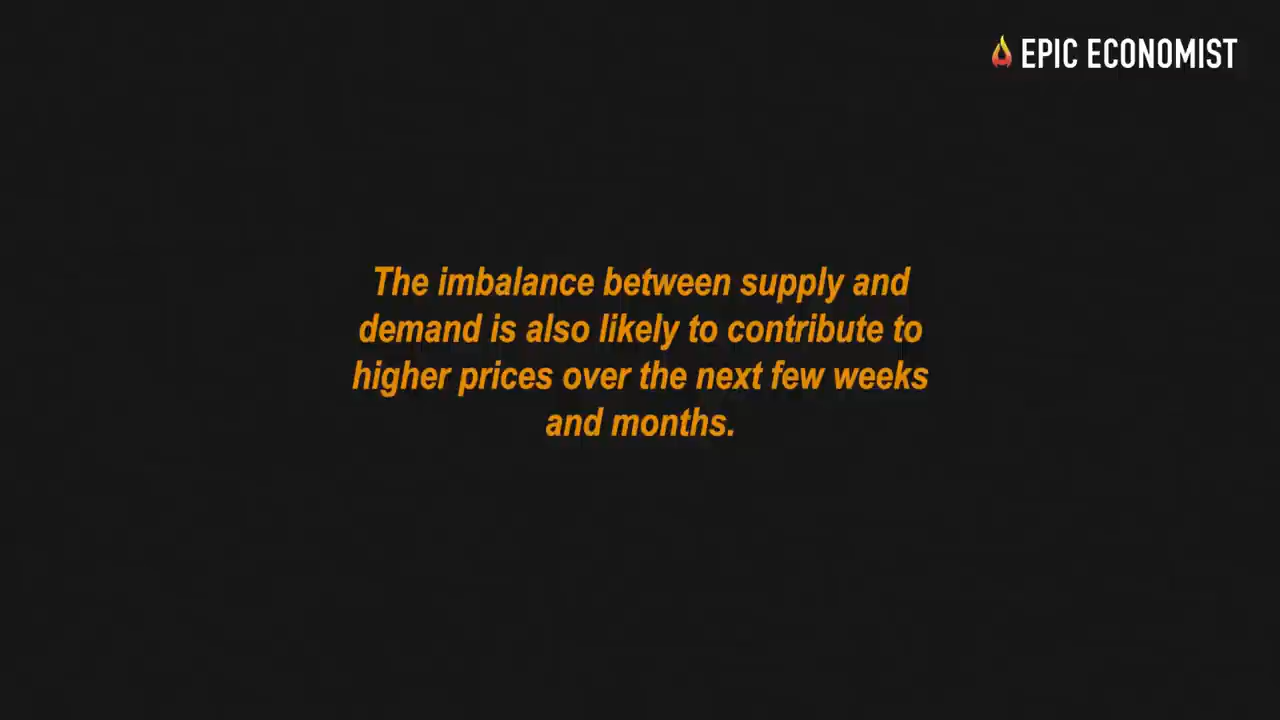 EPIC ECONOMIST
The imbalance between supply and
demand is also likely to contribute to
higher prices over the next few weeks
and months.